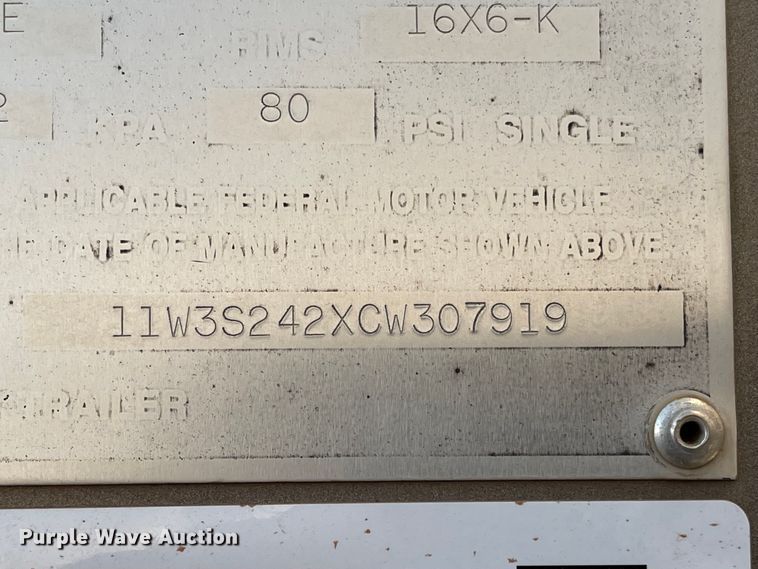 E RIMS 16X6-K
2 KPA 80 PSI SINGLE
APPLICABLE FEDERAL MOTOR VEHICLE
DATE OF MANUFACTURE SHOWN ABOVE.
11W3S242XCW307919
TRAILER
Purple Wave Auction